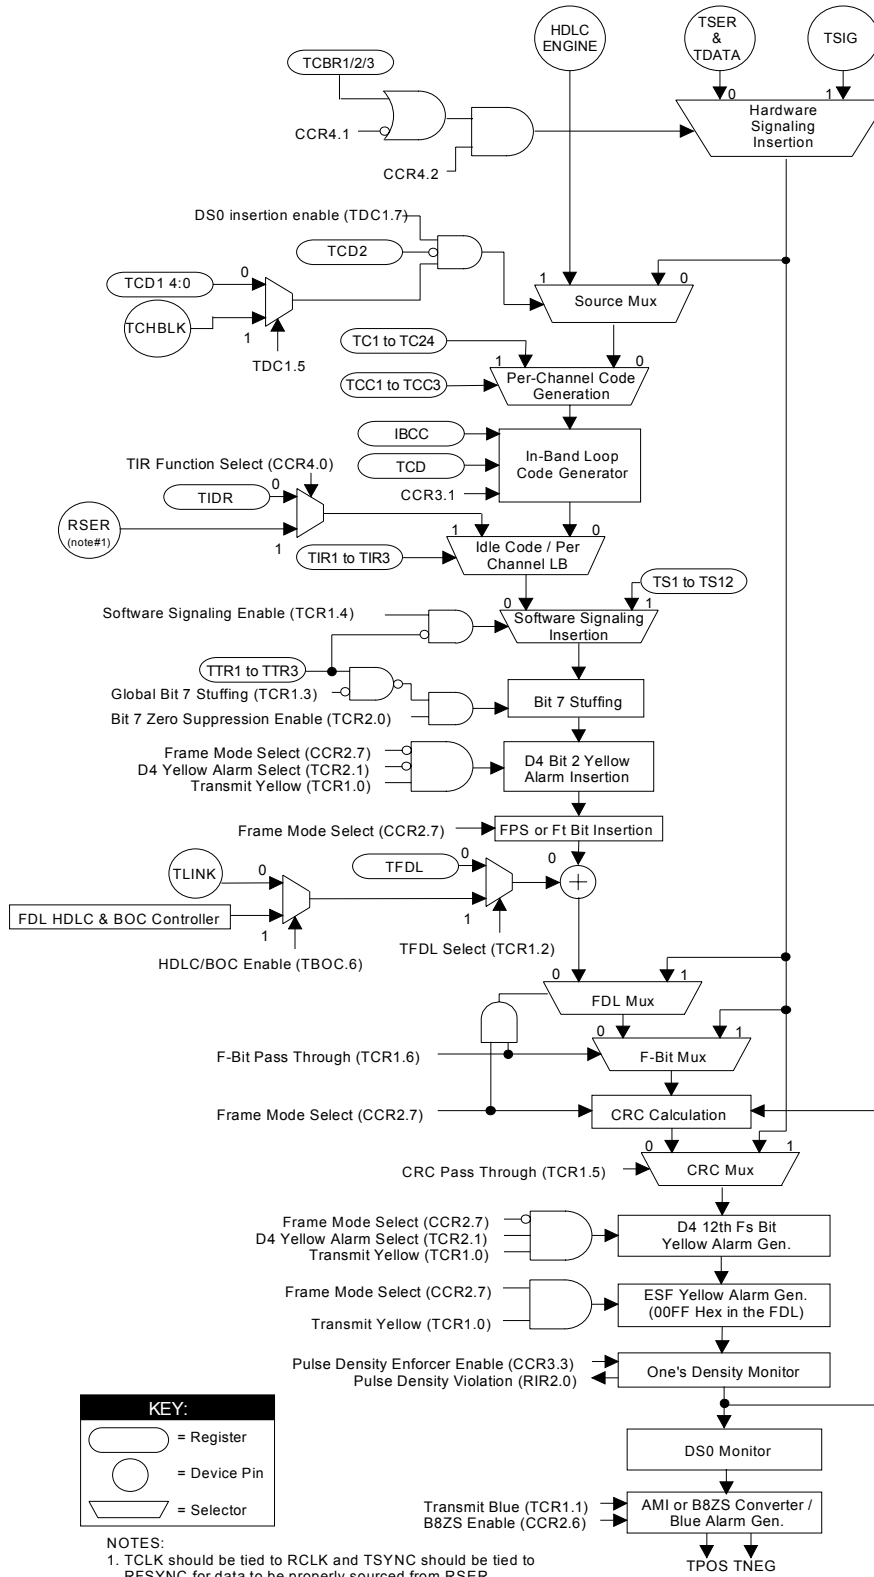 HDLC
ENGINE
TSER
&
TDATA
TSIG
TCBR1/2/3
0
1
Hardware
Signaling
Insertion
CCR4.1
CCR4.2
DS0 insertion enable (TDC1.7)
TCD2
0
TCD1 4:0
1
0
Source Mux
TCHBLK
1
TDC1.5
TC1 to TC24
1
0
Per-Channel Code
Generation
TCC1 to TCC3
IBCC
In-Band Loop
Code Generator
TCD
TIR Function Select (CCR4.0)
0
TIDR
CCR3.1
RSER
(note#1)
1
1
0
Idle Code / Per
Channel LB
TIR1 to TIR3
TS1 to TS12
0
1
Software Signaling Enable (TCR1.4)
Software Signaling
Insertion
TTR1 to TTR3
Global Bit 7 Stuffing (TCR1.3)
Bit 7 Stuffing
Bit 7 Zero Suppression Enable (TCR2.0)
Frame Mode Select (CCR2.7)
D4 Yellow Alarm Select (TCR2.1)
Transmit Yellow (TCR1.0)
D4 Bit 2 Yellow
Alarm Insertion
Frame Mode Select (CCR2.7)
FPS or Ft Bit Insertion
0
0
TFDL
TLINK
0
+
1
FDL HDLC & BOC Controller
1
TFDL Select (TCR1.2)
HDLC/BOC Enable (TBOC.6)
0
1
FDL Mux
0
1
F-Bit Pass Through (TCR1.6)
F-Bit Mux
Frame Mode Select (CCR2.7)
CRC Calculation
0
1
CRC Pass Through (TCR1.5)
CRC Mux
Frame Mode Select (CCR2.7)
D4 Yellow Alarm Select (TCR2.1)
Transmit Yellow (TCR1.0)
D4 12th Fs Bit
Yellow Alarm Gen.
Frame Mode Select (CCR2.7)
Transmit Yellow (TCR1.0)
ESF Yellow Alarm Gen.
(00FF Hex in the FDL)
Pulse Density Enforcer Enable (CCR3.3)
Pulse Density Violation (RIR2.0)
One's Density Monitor
KEY:
= Register
= Device Pin
= Selector
DS0 Monitor
Transmit Blue (TCR1.1)
B8ZS Enable (CCR2.6)
AMI or B8ZS Converter /
Blue Alarm Gen.
TPOS TNEG
NOTES:
1. TCLK should be tied to RCLK and TSYNC should be tied to
RFSYNC for data to be properly sourced from RSER